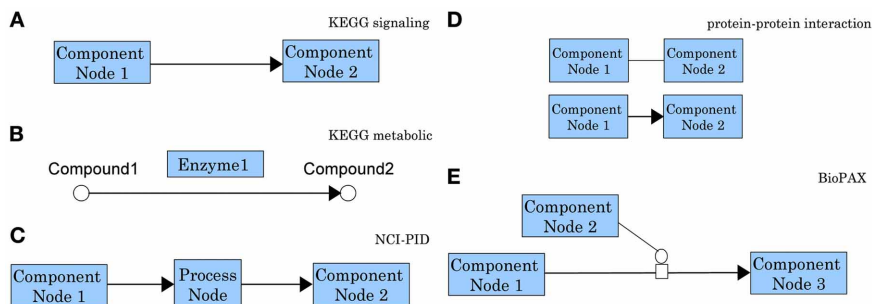 A
KEGG signaling
Component
Node 1
Component
Node 2
B
KEGG metabolic
Compound1
Enzyme1
Compound2
C
NCI-PID
Component
Node 1
Process
Node
Component
Node 2
D
protein-protein interaction
Component
Node 1
Component
Node 2
Component
Node 1
Component
Node 2
E
BioPAX
Component
Node 2
Component
Node 1
Component
Node 3